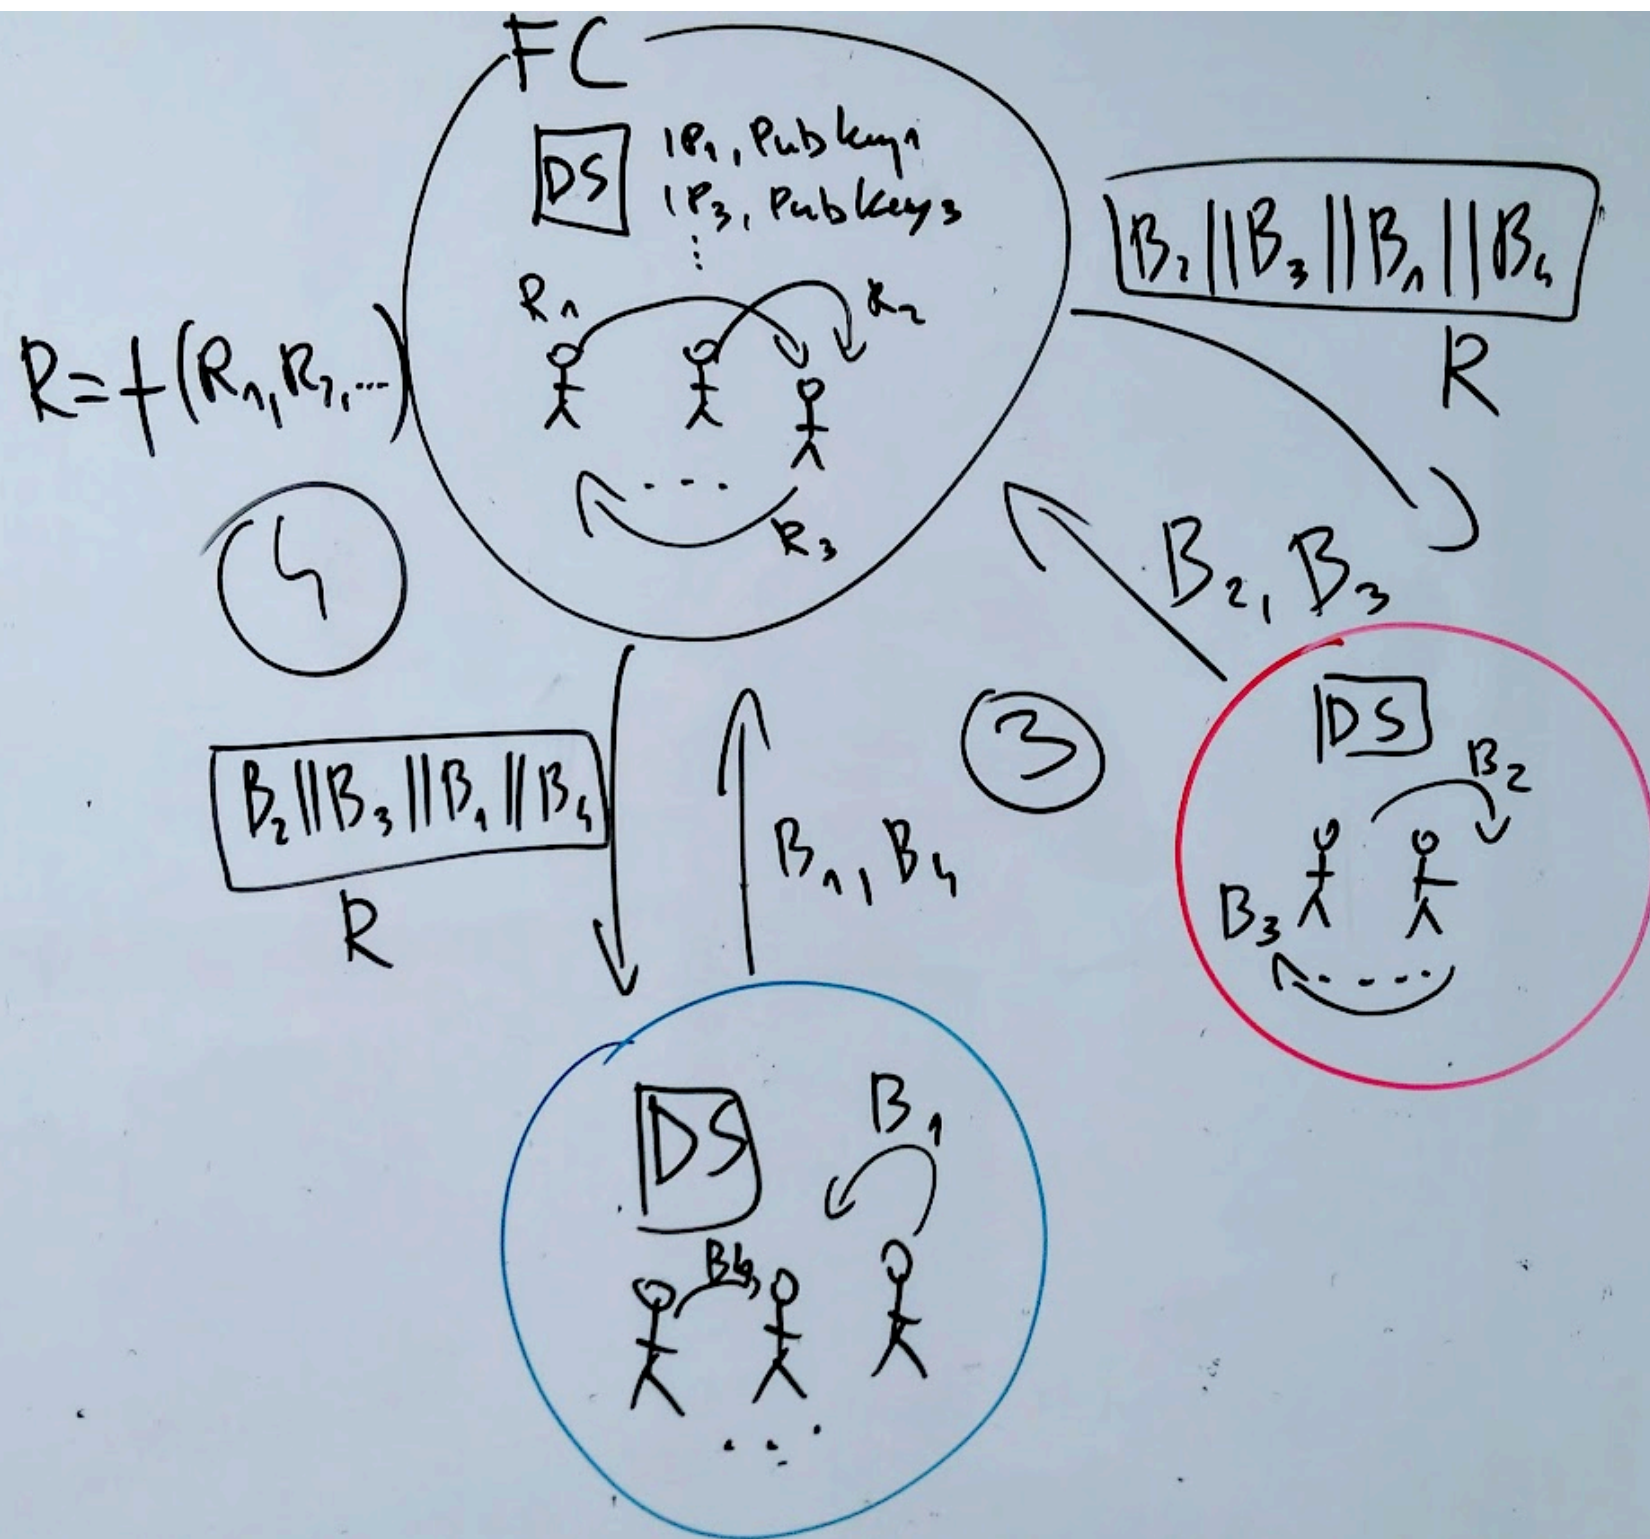 FC
DS
IP₁, Pubkey₁
IP₃, Pubkey₃
⋮
R₁
R₂
R₃
...
R=f(R₁,R₂,...)
B₂||B₃||B₁||B₄
R
4
B₂, B₃
3
DS
B₂
B₃
...
B₂||B₃||B₁||B₄
R
B₁, B₄
DS
B₁
B₄
...